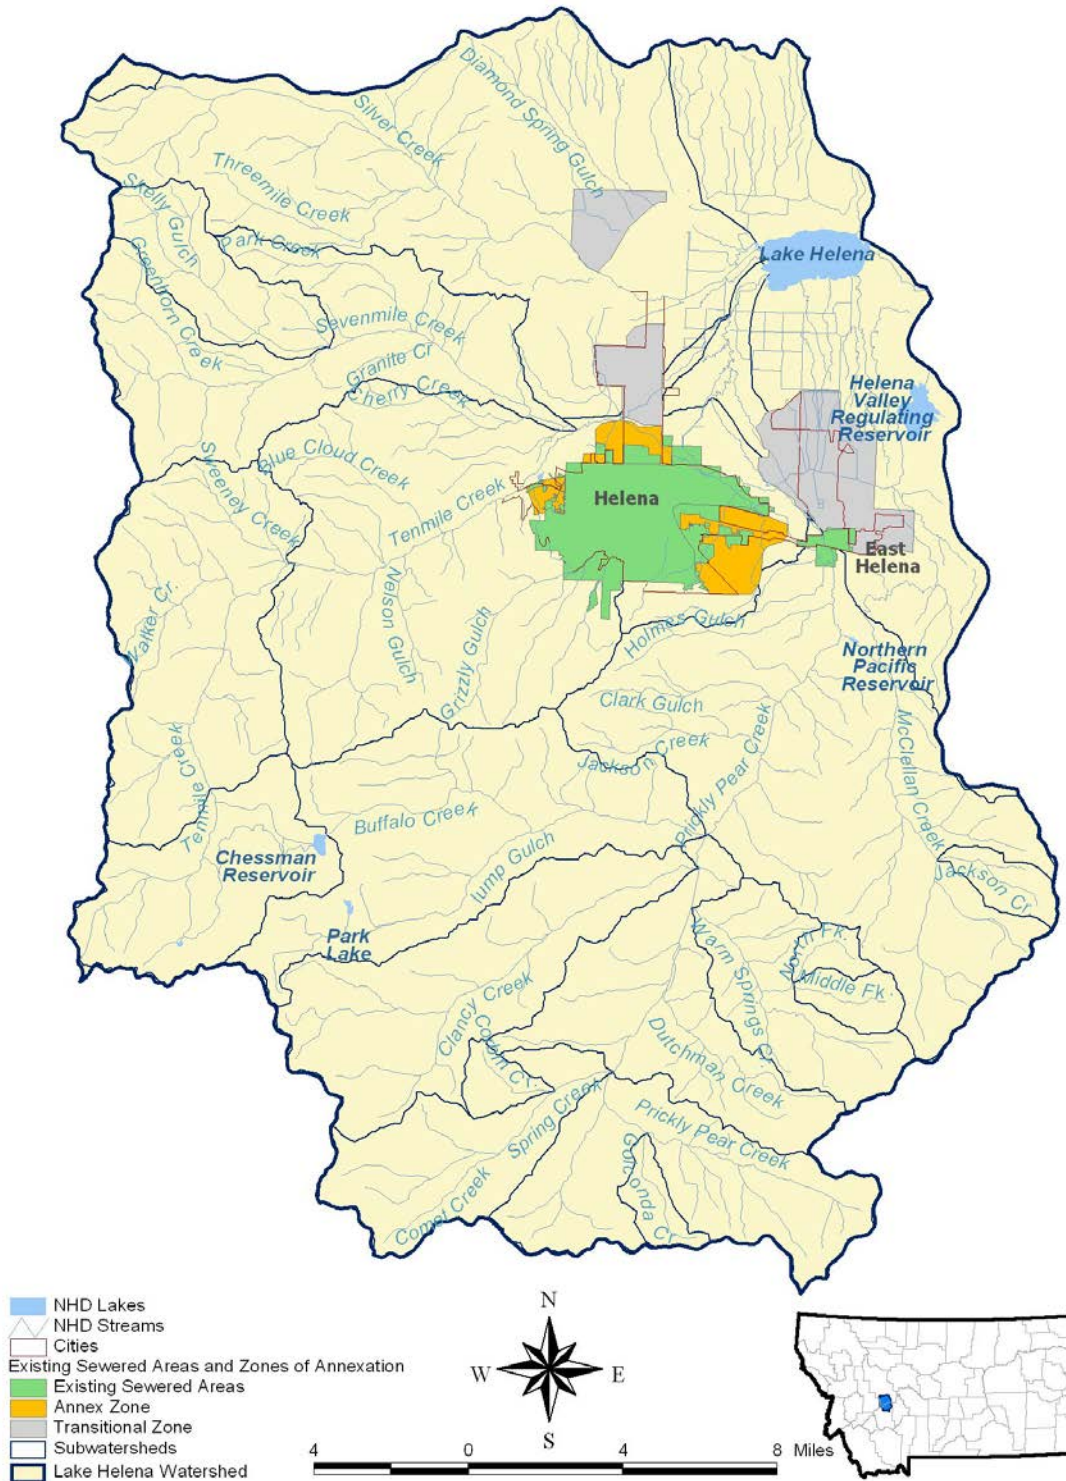 Diamond Spring Gulch
Silver Creek
Threemile Creek
Shelly Gulch
Park Creek
Greenhorn Creek
Lake Helena
Sevenmile Creek
Granite Cr
Cherry Creek
Helena
Valley
Regulating
Reservoir
Blue Cloud Creek
Sweeney Creek
Tenmile Creek
Helena
East
Helena
Walker Cr.
Nelson Gulch
Grizzly Gulch
Holmes Gulch
Northern
Pacific
Reservoir
Clark Gulch
Jackson Creek
Prickly Pear Creek
McClellan Creek
Tenmile Creek
Buffalo Creek
Chessman
Reservoir
lump Gulch
Jackson Cr.
Park
Lake
Warm Springs Cr.
North Fk.
Middle Fk.
Clancy Creek
Corbin Cr.
Dutchman Creek
Spring Creek
Prickly Pear Creek
Golconda Cr.
Comet Creek
NHD Lakes
NHD Streams
Cities
Existing Sewered Areas and Zones of Annexation
Existing Sewered Areas
Annex Zone
Transitional Zone
Subwatersheds
Lake Helena Watershed
N
W E
S
4 0 4 8 Miles